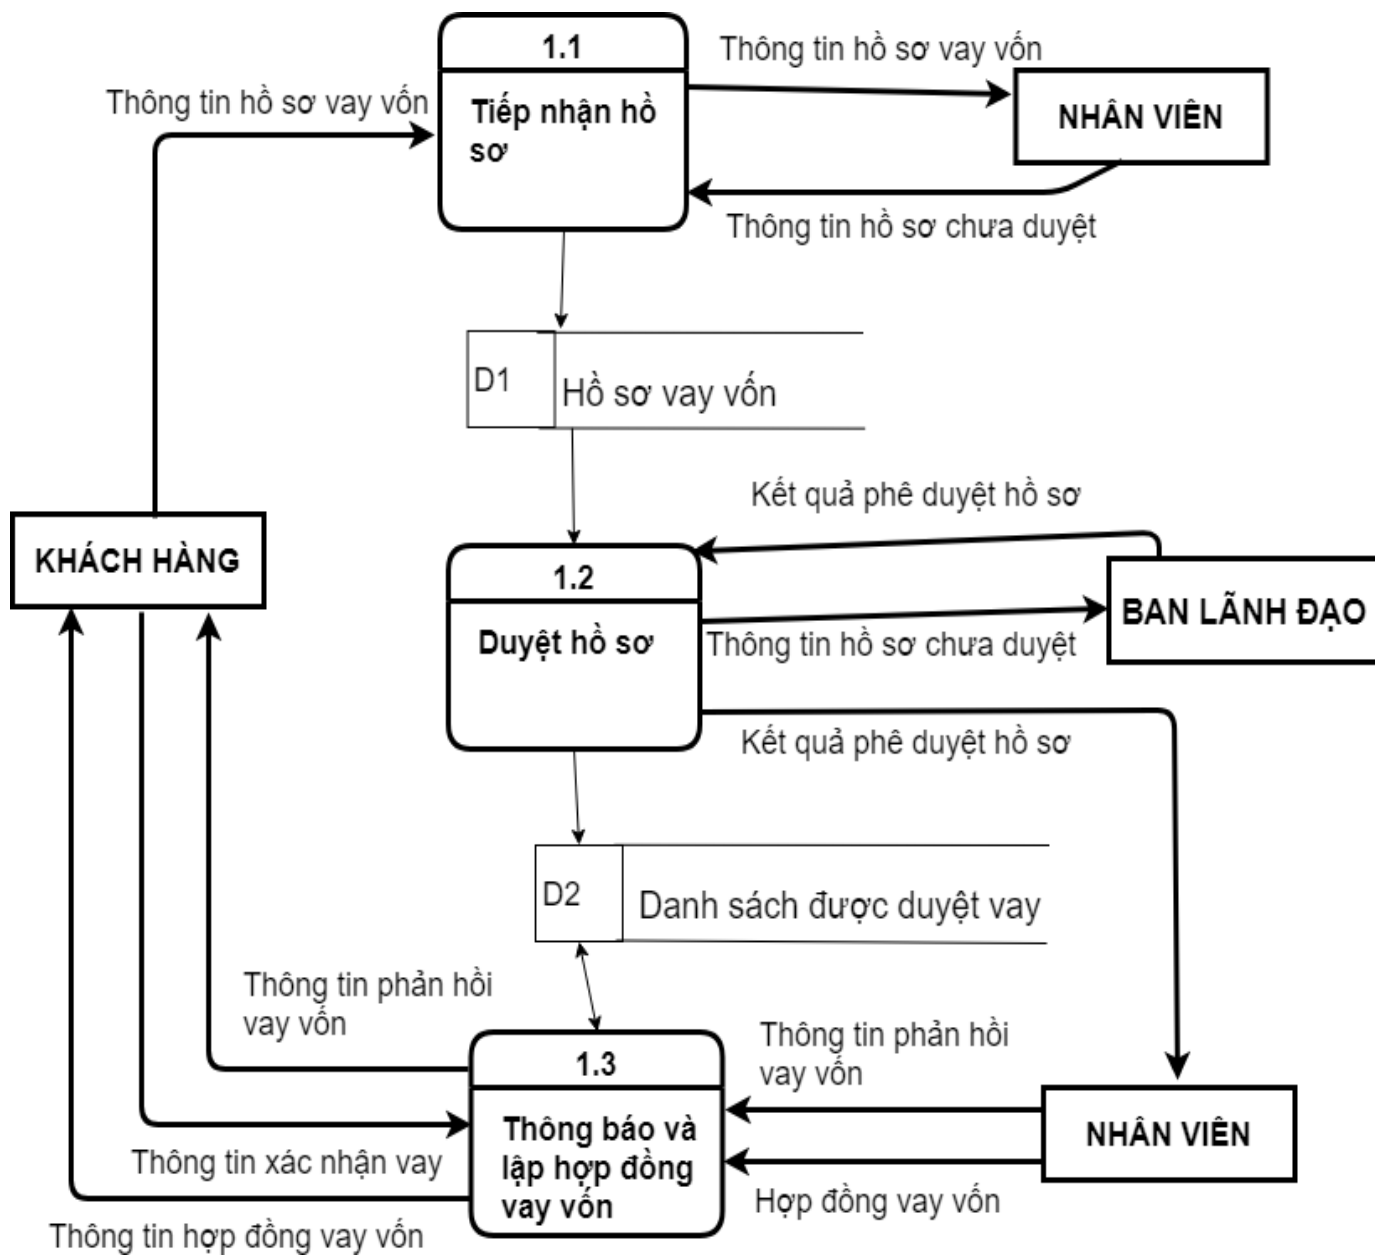 1.1
Thông tin hồ sơ vay vốn
Thông tin hồ sơ vay vốn
Tiếp nhận hồ
sơ
NHÂN VIÊN
Thông tin hồ sơ chưa duyệt
D1
Hồ sơ vay vốn
Kết quả phê duyệt hồ sơ
KHÁCH HÀNG
1.2
BAN LÃNH ĐẠO
Duyệt hồ sơ
Thông tin hồ sơ chưa duyệt
Kết quả phê duyệt hồ sơ
D2
Danh sách được duyệt vay
Thông tin phản hồi
vay vốn
1.3
Thông tin phản hồi
vay vốn
Thông báo và
lập hợp đồng
vay vốn
NHÂN VIÊN
Thông tin xác nhận vay
Hợp đồng vay vốn
Thông tin hợp đồng vay vốn